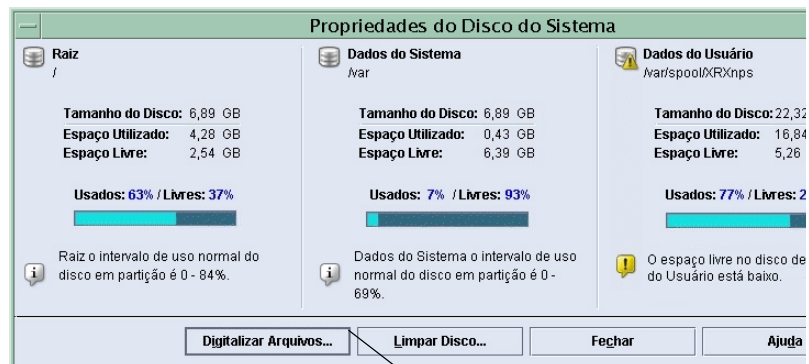 Propriedades do Disco do Sistema
Raiz
/
Tamanho do Disco: 6,89 GB
Espaço Utilizado: 4,28 GB
Espaço Livre: 2,54 GB
Usados: 63% / Livres: 37%
Raiz o intervalo de uso normal do
disco em partição é 0 - 84%.
Dados do Sistema
/var
Tamanho do Disco: 6,89 GB
Espaço Utilizado: 0,43 GB
Espaço Livre: 6,39 GB
Usados: 7% / Livres: 93%
Dados do Sistema o intervalo de uso
normal do disco em partição é 0 -
69%.
Dados do Usuário
/var/spool/XRXnps
Tamanho do Disco: 22,32
Espaço Utilizado: 16,84
Espaço Livre: 5,26
Usados: 77% / Livres: 2
O espaço livre no disco de
do Usuário está baixo.
Digitalizar Arquivos...
Limpar Disco...
Fechar
Ajuda